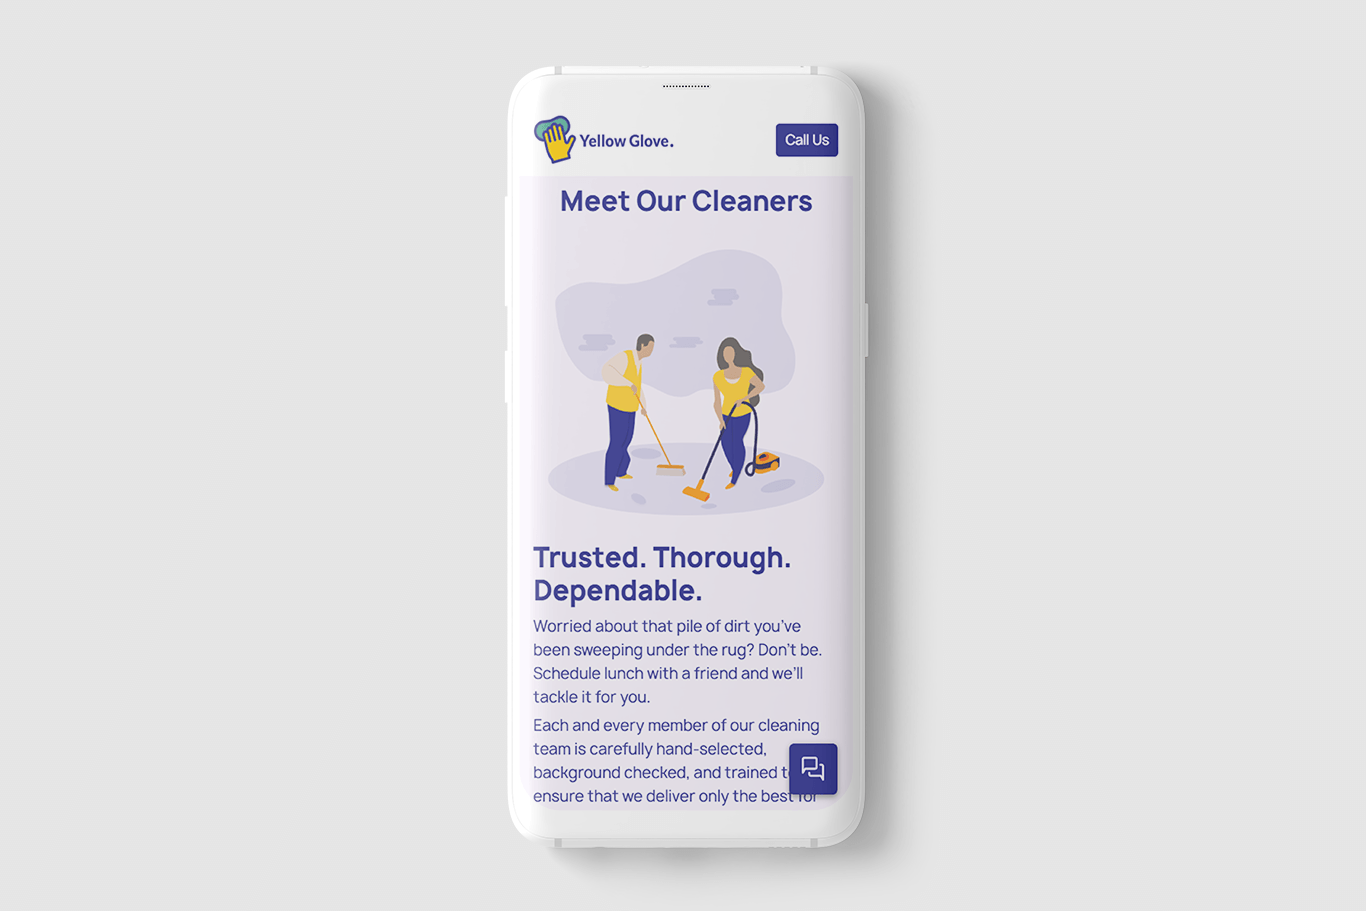 Yellow Glove.
Call Us
Meet Our Cleaners
Trusted. Thorough.
Dependable.
Worried about that pile of dirt you've
been sweeping under the rug? Don't be.
Schedule lunch with a friend and we'll
tackle it for you.
Each and every member of our cleaning
team is carefully hand-selected,
background checked, and trained
ensure that we deliver only the best for